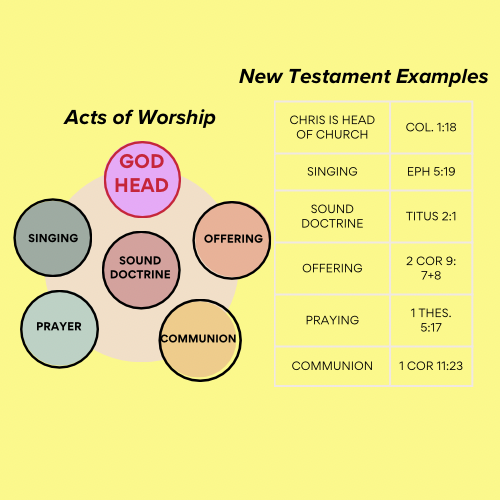 New Testament Examples
Acts of Worship
GOD
HEAD
SINGING
OFFERING
SOUND
DOCTRINE
PRAYER
COMMUNION
CHRIS IS HEAD
OF CHURCH
COL. 1:18
SINGING
EPH 5:19
SOUND
DOCTRINE
TITUS 2:1
OFFERING
2 COR 9:
7+8
PRAYING
1 THES.
5:17
COMMUNION
1 COR 11:23